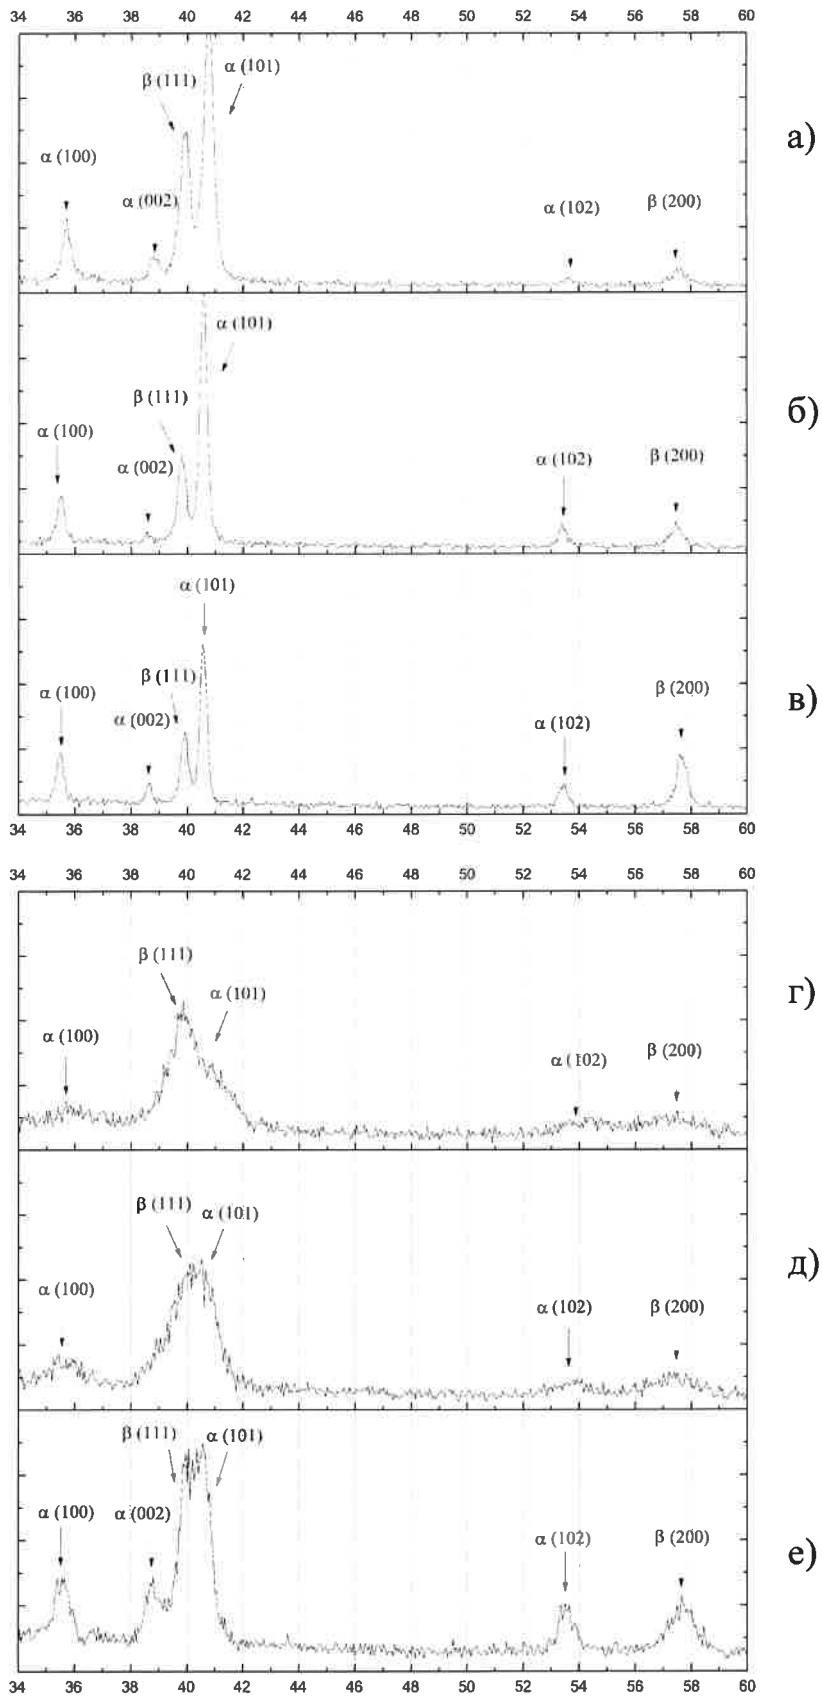 34 36 38 40 42 44 46 48 50 52 54 56 58 60
β (111) α (101)
α (100) α (002) α (102) β (200)
а)
α (101)
β (111)
α (100) α (002) α (102) β (200)
б)
α (101)
β (111)
α (100) α (002) α (102) β (200)
в)
34 36 38 40 42 44 46 48 50 52 54 56 58 60
34 36 38 40 42 44 46 48 50 52 54 56 58 60
β (111)
α (101)
α (100) α (102) β (200)
г)
β (111) α (101)
α (100) α (102) β (200)
д)
β (111) α (101)
α (100) α (002) α (102) β (200)
е)
34 36 38 40 42 44 46 48 50 52 54 56 58 60